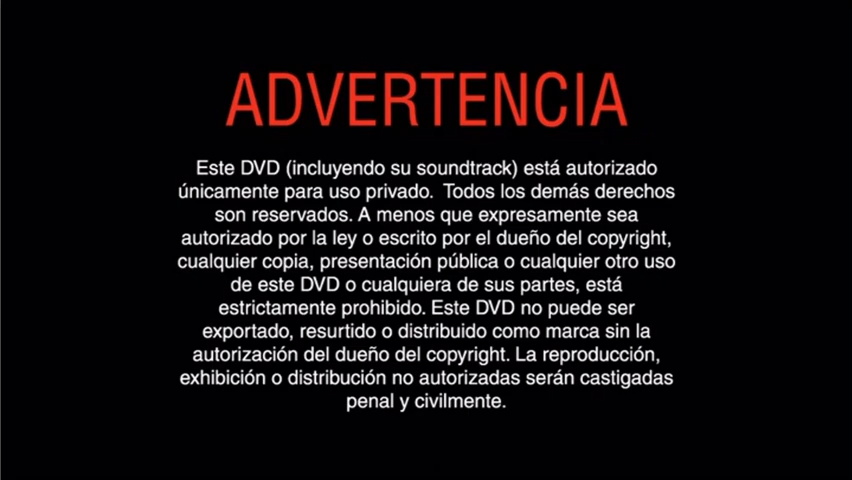 ADVERTENCIA
Este DVD (incluyendo su soundtrack) está autorizado
únicamente para uso privado.  Todos los demás derechos
son reservados. A menos que expresamente sea
autorizado por la ley o escrito por el dueño del copyright,
cualquier copia, presentación pública o cualquier otro uso
de este DVD o cualquiera de sus partes, está
estrictamente prohibido. Este DVD no puede ser
exportado, resurtido o distribuido como marca sin la
autorización del dueño del copyright. La reproducción,
exhibición o distribución no autorizadas serán castigadas
penal y civilmente.